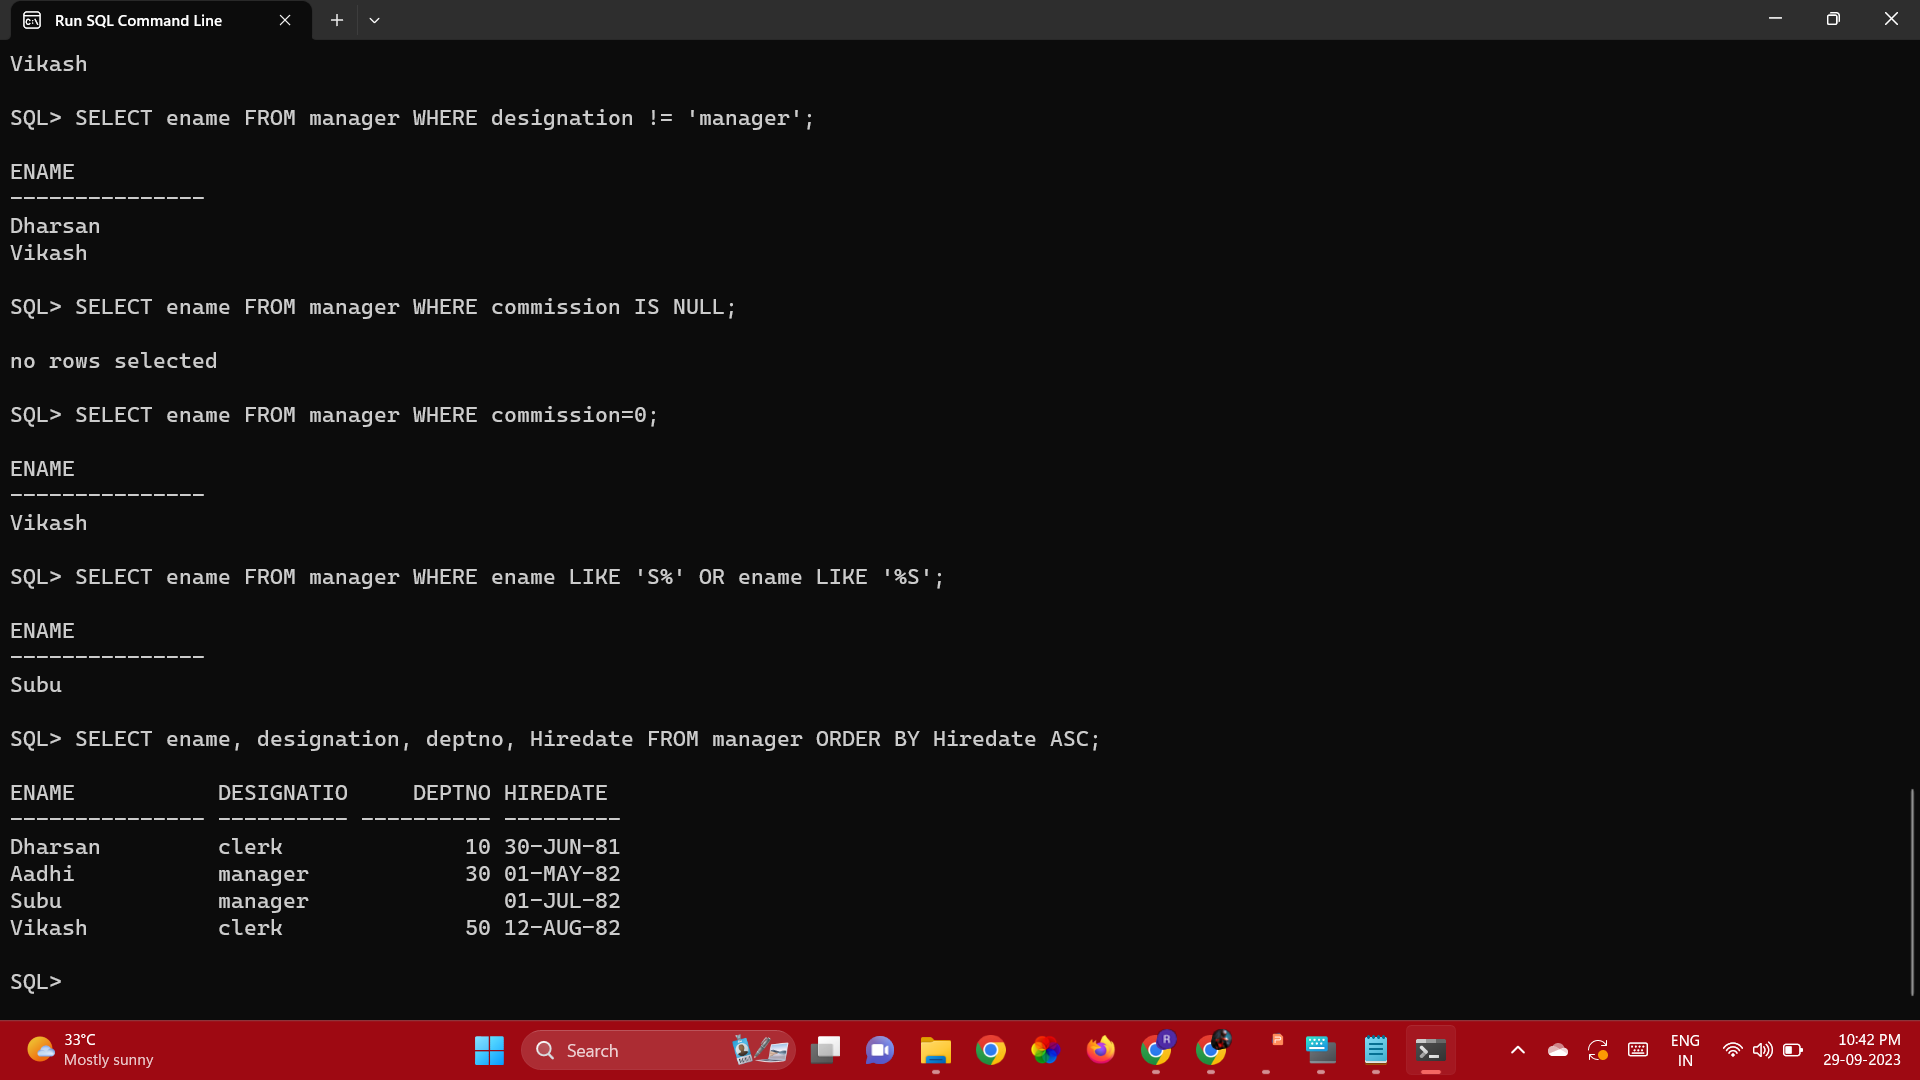 Run SQL Command Line
Vikash
SQL> SELECT ename FROM manager WHERE designation != 'manager';
ENAME
---------------
Dharsan
Vikash
SQL> SELECT ename FROM manager WHERE commission IS NULL;
no rows selected
SQL> SELECT ename FROM manager WHERE commission=0;
ENAME
---------------
Vikash
SQL> SELECT ename FROM manager WHERE ename LIKE 'S%' OR ename LIKE '%S';
ENAME
---------------
Subu
SQL> SELECT ename, designation, deptno, Hiredate FROM manager ORDER BY Hiredate ASC;
ENAME           DESIGNATIO     DEPTNO HIREDATE
--------------- ---------- ---------- ---------
Dharsan         clerk              10 30-JUN-81
Aadhi           manager            30 01-MAY-82
Subu            manager               01-JUL-82
Vikash          clerk              50 12-AUG-82
SQL>
33°C
Mostly sunny
Search
R
ENG
IN
10:42 PM
29-09-2023